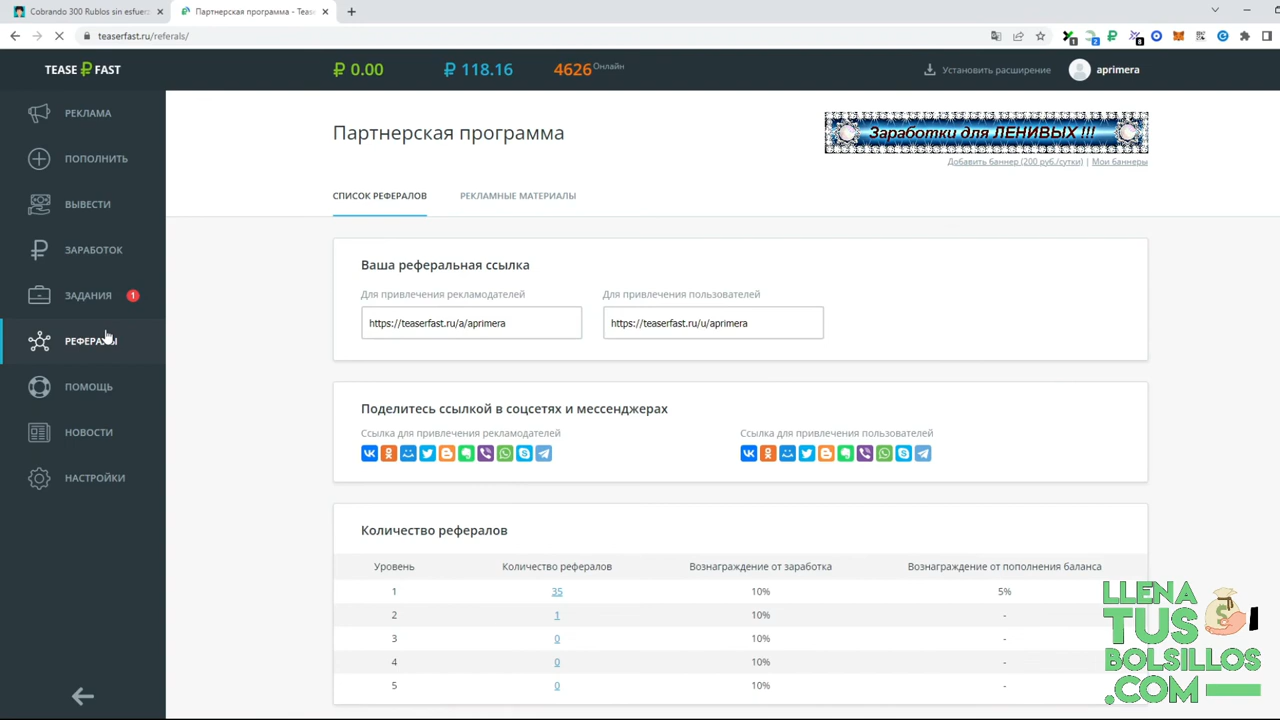 Cobrando 300 Rublos sin esfuer
Партнерская программа - Tease
teaserfast.ru/referals/
TEASE FAST
₽ 0.00
₽ 118.16
4626 Онлайн
Установить расширение
aprimera
РЕКЛАМА
ПОПОЛНИТЬ
ВЫВЕСТИ
ЗАРАБОТОК
ЗАДАНИЯ 1
РЕФЕРАЛЫ
ПОМОЩЬ
НОВОСТИ
НАСТРОЙКИ
Партнерская программа
Заработки для ЛЕНИВЫХ !!!
Добавить баннер (200 руб./сутки) | Мои баннеры
СПИСОК РЕФЕРАЛОВ
РЕКЛАМНЫЕ МАТЕРИАЛЫ
Ваша реферальная ссылка
Для привлечения рекламодателей
Для привлечения пользователей
https://teaserfast.ru/a/aprimera
https://teaserfast.ru/u/aprimera
Поделитесь ссылкой в соцсетях и мессенджерах
Ссылка для привлечения рекламодателей
Ссылка для привлечения пользователей
Количество рефералов
Уровень Количество рефералов Вознаграждение от заработка Вознаграждение от пополнения баланса
1 35 10% 5%
2 1 10% -
3 0 10% -
4 0 10% -
5 0 10% -
LLENA
TUS
BOLSILLOS
.COM